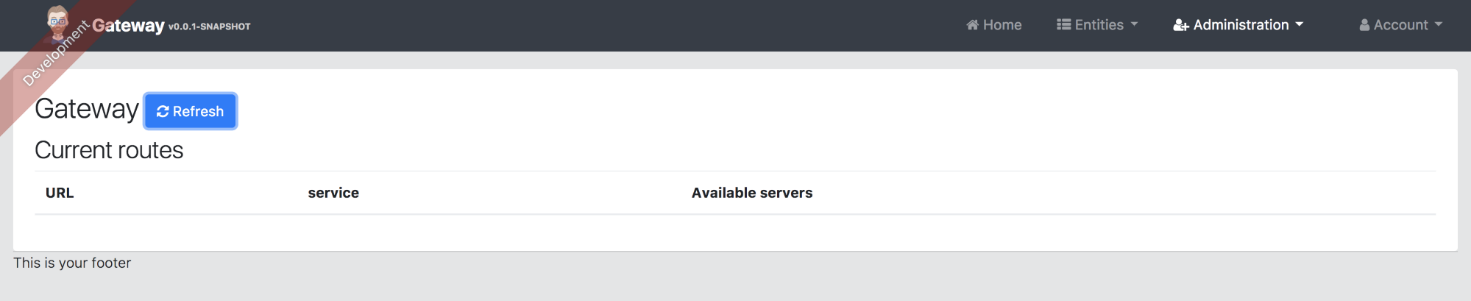 Development
Gateway v0.0.1-SNAPSHOT Home Entities Administration Account
Gateway Refresh
Current routes
URL service Available servers
This is your footer